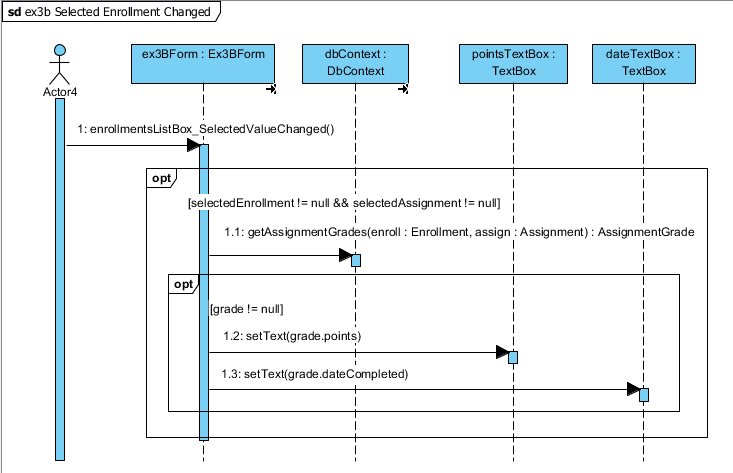 sd ex3b Selected Enrollment Changed
Actor4
ex3BForm : Ex3BForm
dbContext :
DbContext
pointsTextBox :
TextBox
dateTextBox :
TextBox
1: enrollmentsListBox_SelectedValueChanged()
opt
[selectedEnrollment != null && selectedAssignment != null]
1.1: getAssignmentGrades(enroll : Enrollment, assign : Assignment) : AssignmentGrade
opt
[grade != null]
1.2: setText(grade.points)
1.3: setText(grade.dateCompleted)